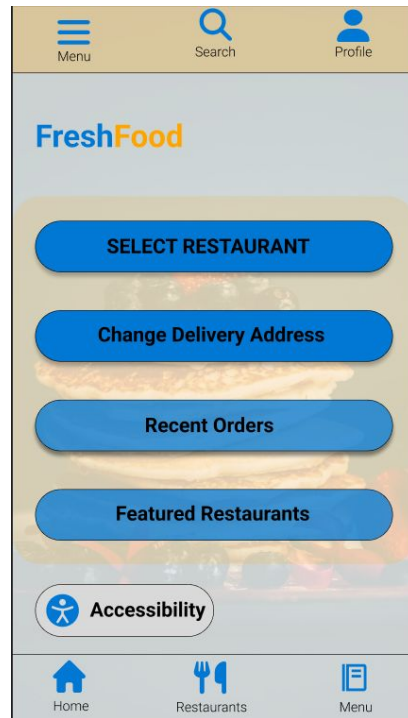 Menu
Search
Profile
FreshFood
SELECT RESTAURANT
Change Delivery Address
Recent Orders
Featured Restaurants
Accessibility
Home
Restaurants
Menu